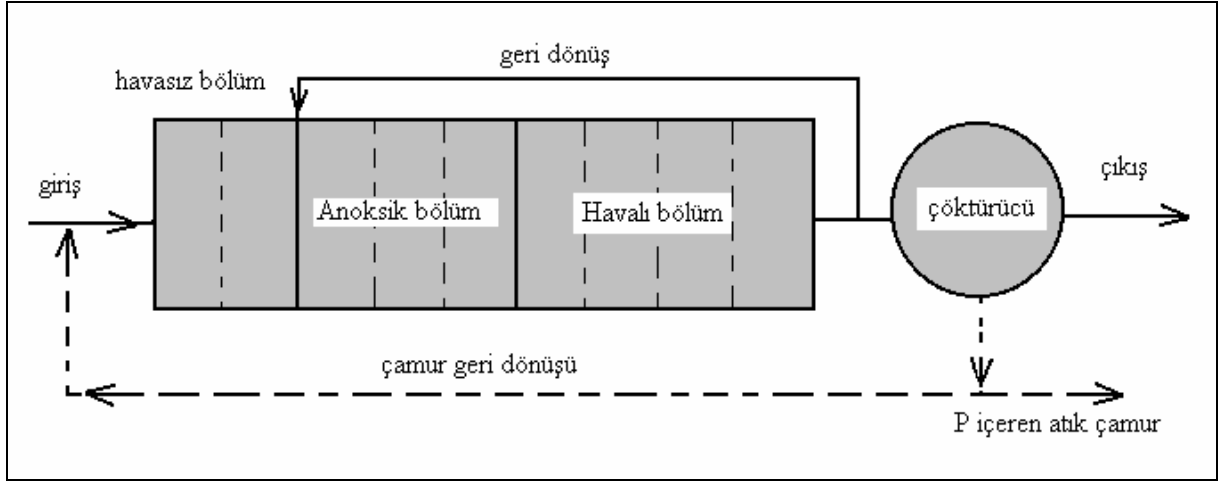 geri dönüş
havasız bölüm
giriş
Anoksik bölüm
Havalı bölüm
çöktürücü
çıkış
çamur geri dönüşü
P içeren atık çamur